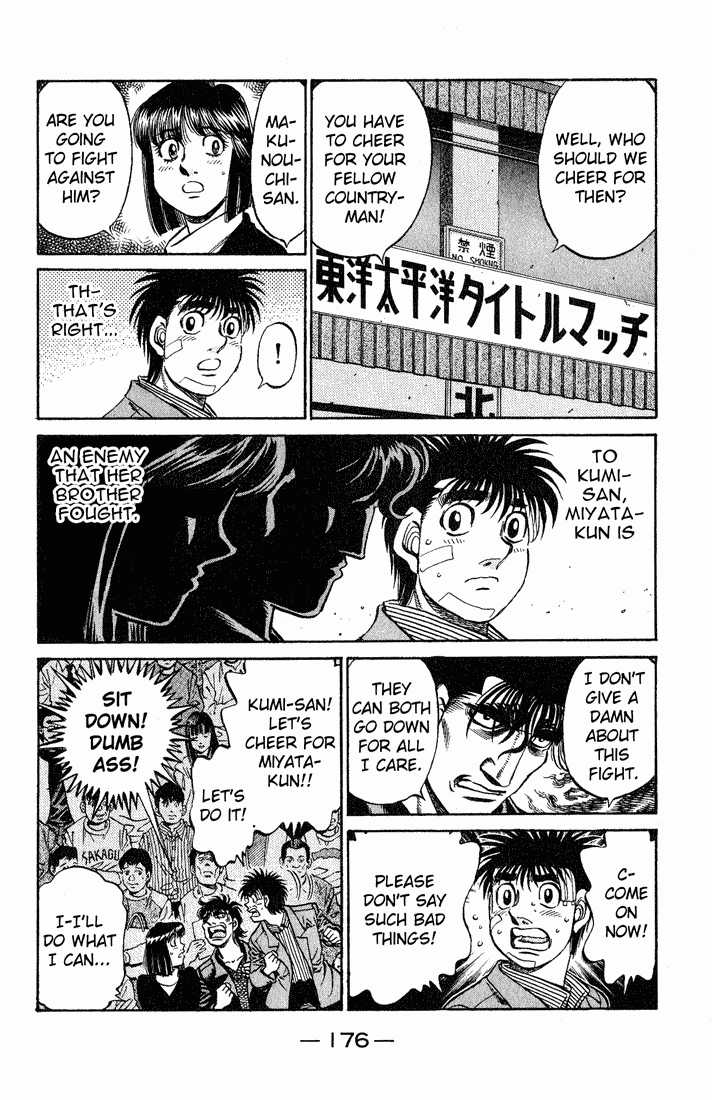 WELL, WHO
SHOULD WE
CHEER FOR
THEN?
YOU HAVE
TO CHEER
FOR YOUR
FELLOW
COUNTRY-
MAN!
禁煙
NO SMOKNG
東洋太平洋タイトルマッチ
北
MA-
KU-
NOU-
CHI-
SAN.
ARE YOU
GOING
TO FIGHT
AGAINST
HIM?
!
TH-
THAT'S
RIGHT...
TO
KUMI-
SAN,
MIYATA-
KUN IS
AN ENEMY
THAT HER
BROTHER
FOUGHT.
I DON'T
GIVE A
DAMN
ABOUT
THIS
FIGHT.
THEY
CAN BOTH
GO DOWN
FOR ALL
I CARE.
C-
COME
ON
NOW!
PLEASE
DON'T SAY
SUCH BAD
THINGS!
KUMI-SAN!
LET'S
CHEER FOR
MIYATA-
KUN!!
LET'S
DO IT!
SIT
DOWN!
DUMB
ASS!
SAKAGU
I-I'LL
DO WHAT
I CAN...
— 176 —